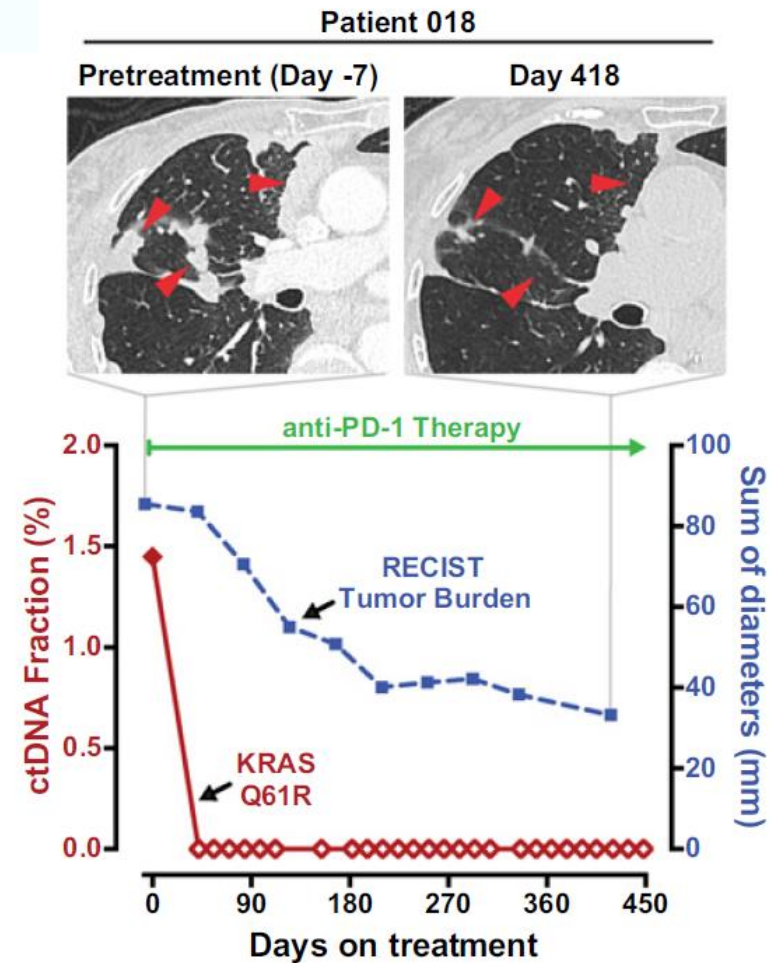 Patient 018
Pretreatment (Day -7)
Day 418
anti-PD-1 Therapy
ctDNA Fraction (%)
2.0
1.5
1.0
0.5
0.0
RECIST
Tumor Burden
KRAS
Q61R
100
80
60
40
20
0
Sum of diameters (mm)
0
90
180
270
360
450
Days on treatment